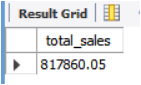 Result Grid
total_sales
817860.05